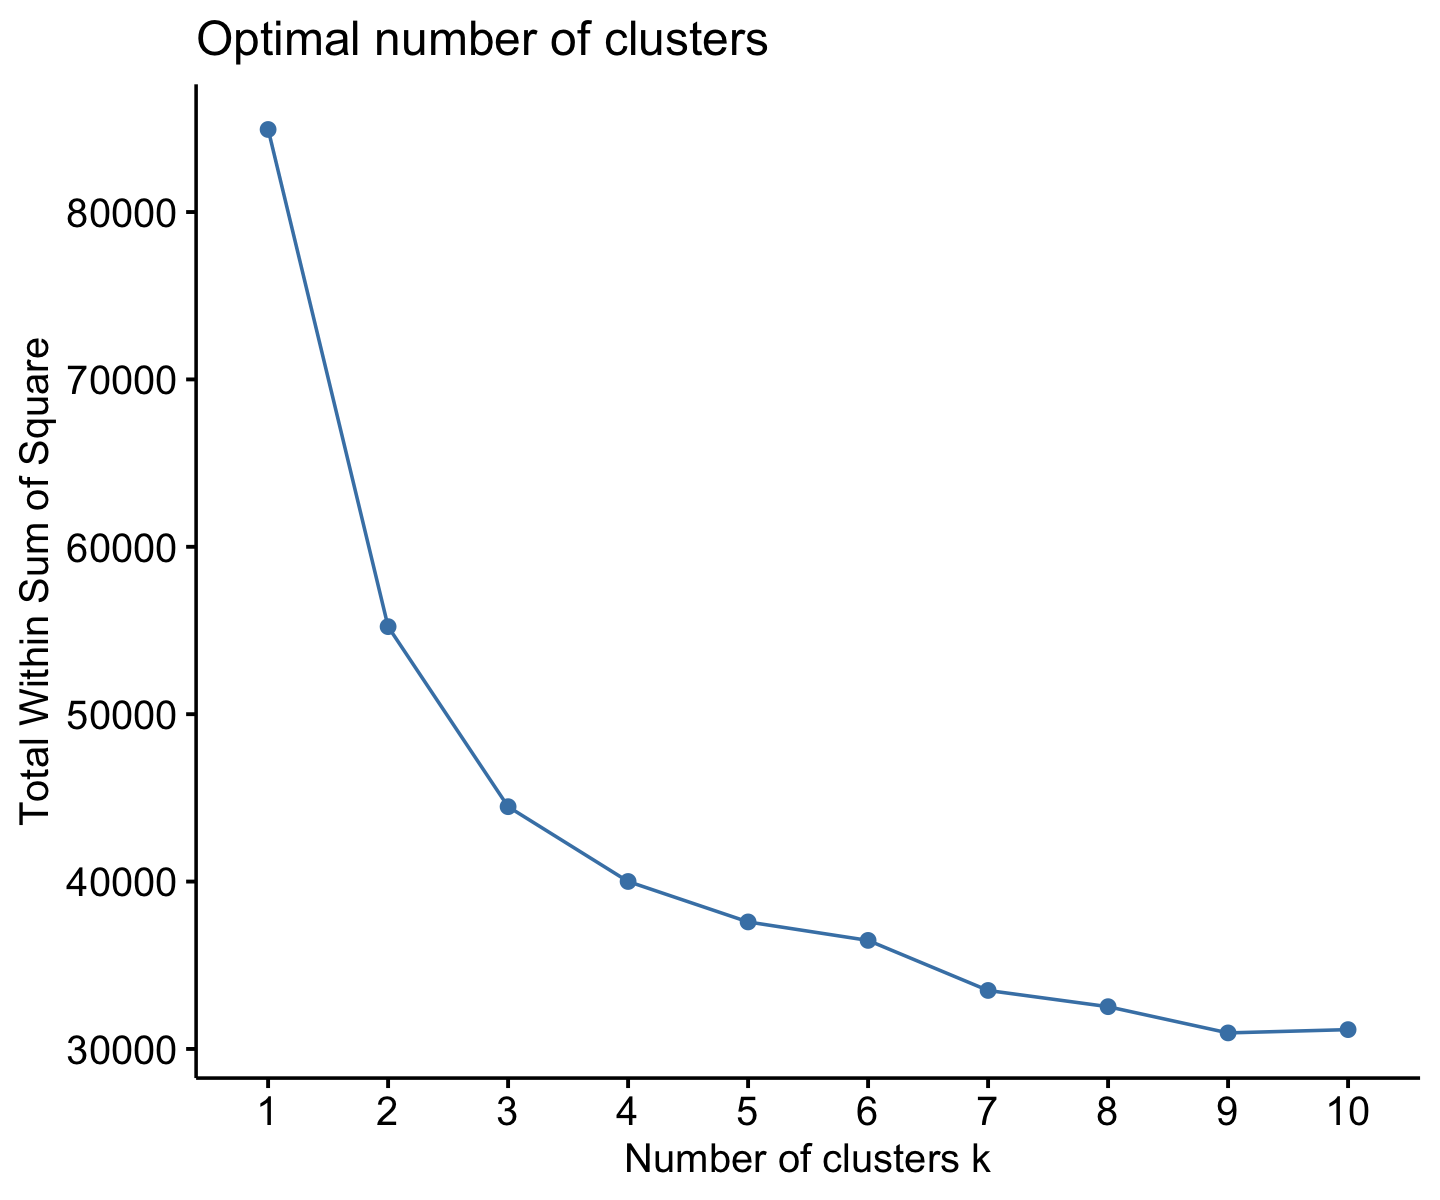 Optimal number of clusters
Total Within Sum of Square
80000
70000
60000
50000
40000
30000
1 2 3 4 5 6 7 8 9 10
Number of clusters k